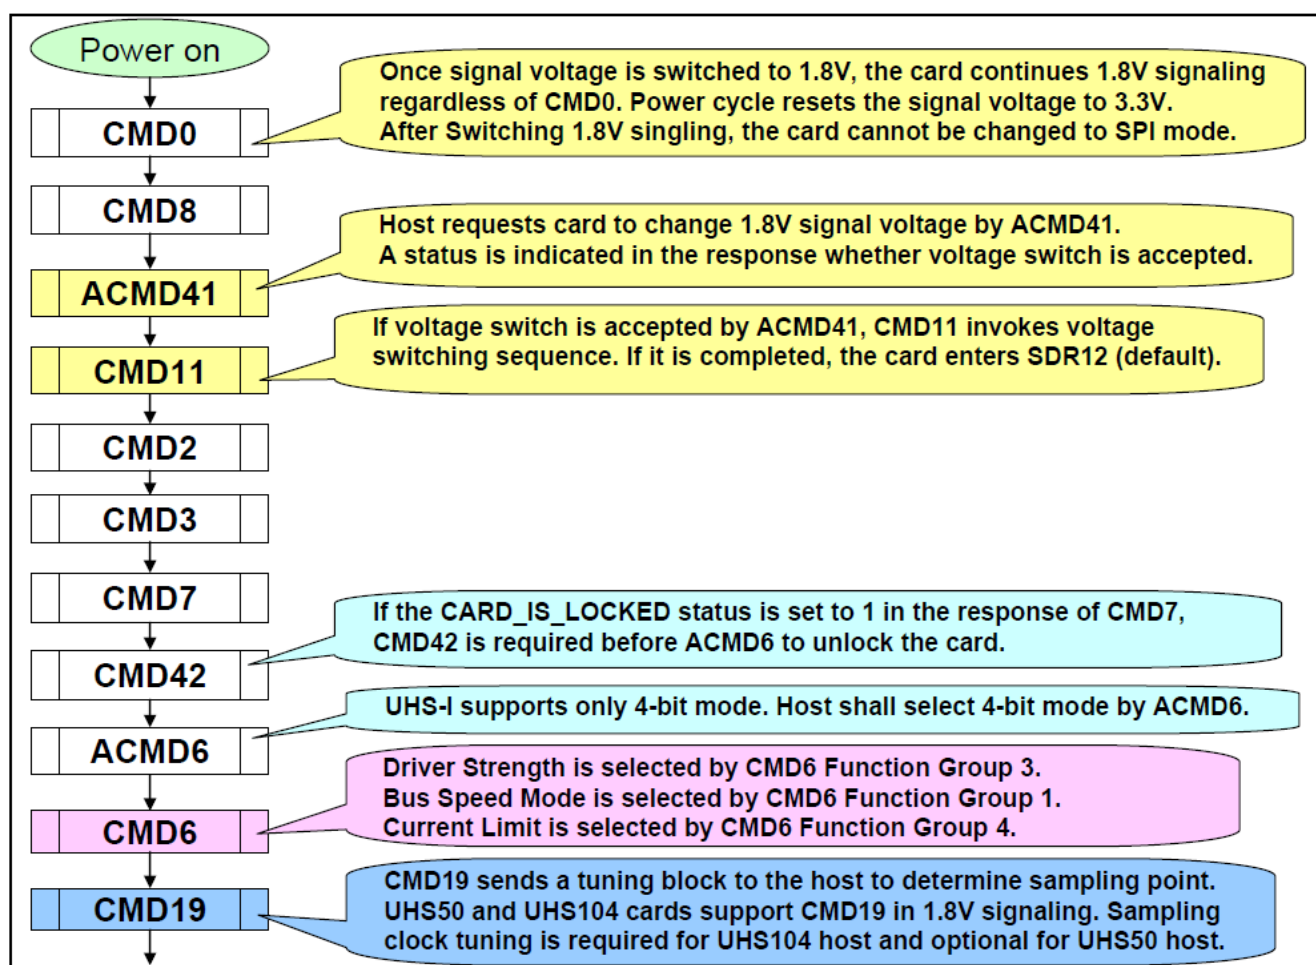 Power on
Once signal voltage is switched to 1.8V, the card continues 1.8V signaling
regardless of CMD0. Power cycle resets the signal voltage to 3.3V.
After Switching 1.8V singling, the card cannot be changed to SPI mode.
CMD0
CMD8
Host requests card to change 1.8V signal voltage by ACMD41.
A status is indicated in the response whether voltage switch is accepted.
ACMD41
If voltage switch is accepted by ACMD41, CMD11 invokes voltage
switching sequence. If it is completed, the card enters SDR12 (default).
CMD11
CMD2
CMD3
CMD7
If the CARD_IS_LOCKED status is set to 1 in the response of CMD7,
CMD42 is required before ACMD6 to unlock the card.
CMD42
UHS-I supports only 4-bit mode. Host shall select 4-bit mode by ACMD6.
ACMD6
Driver Strength is selected by CMD6 Function Group 3.
Bus Speed Mode is selected by CMD6 Function Group 1.
Current Limit is selected by CMD6 Function Group 4.
CMD6
CMD19 sends a tuning block to the host to determine sampling point.
UHS50 and UHS104 cards support CMD19 in 1.8V signaling. Sampling
clock tuning is required for UHS104 host and optional for UHS50 host.
CMD19